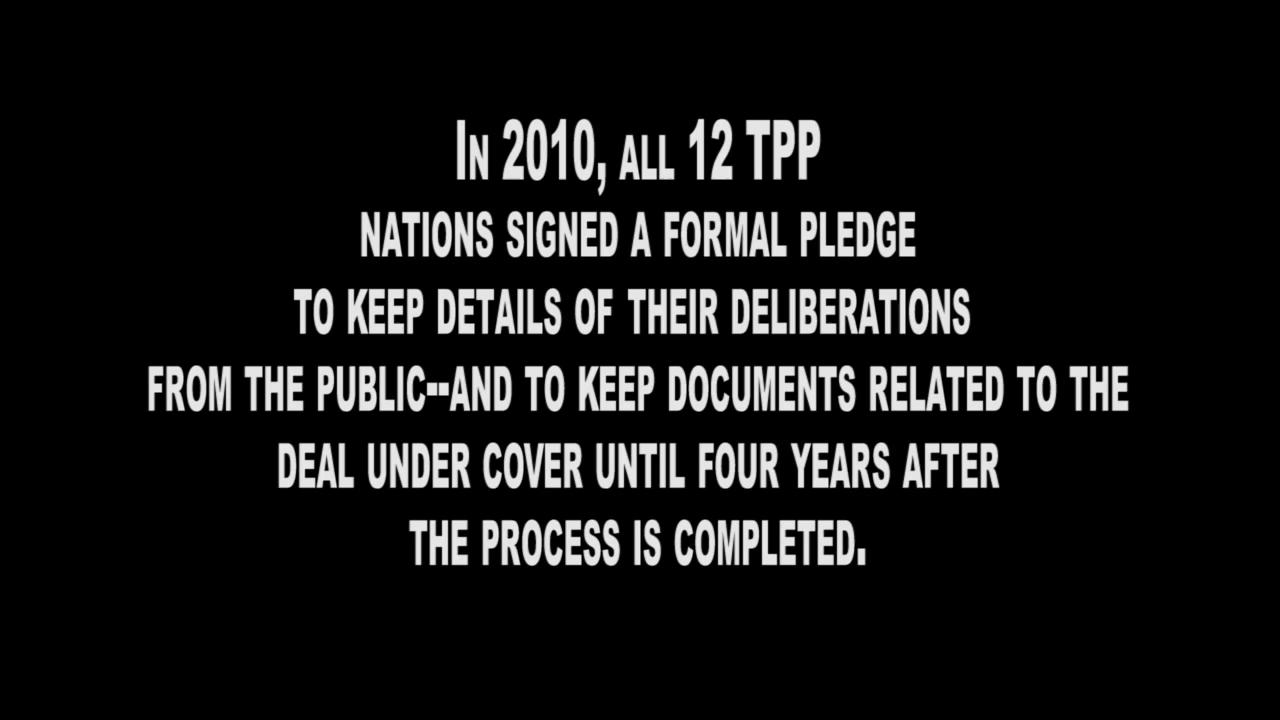 In 2010, all 12 TPP
nations signed a formal pledge
to keep details of their deliberations
from the public--and to keep documents related to the
deal under cover until four years after
the process is completed.